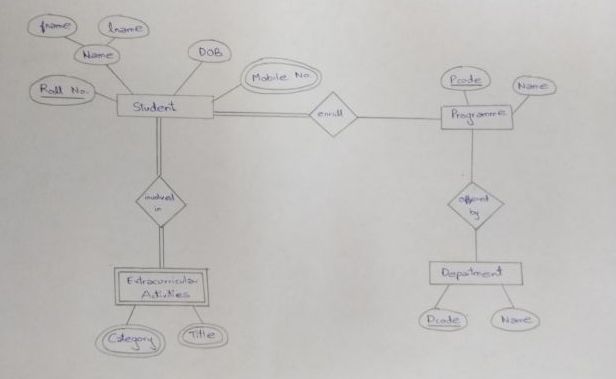 fname
lname
Name
DOB
Mobile No.
Roll No.
Student
enroll
Pcode
Name
Programme
involved
in
offered
by
Extracurricular
Activities
Department
Category
Title
Dcode
Name